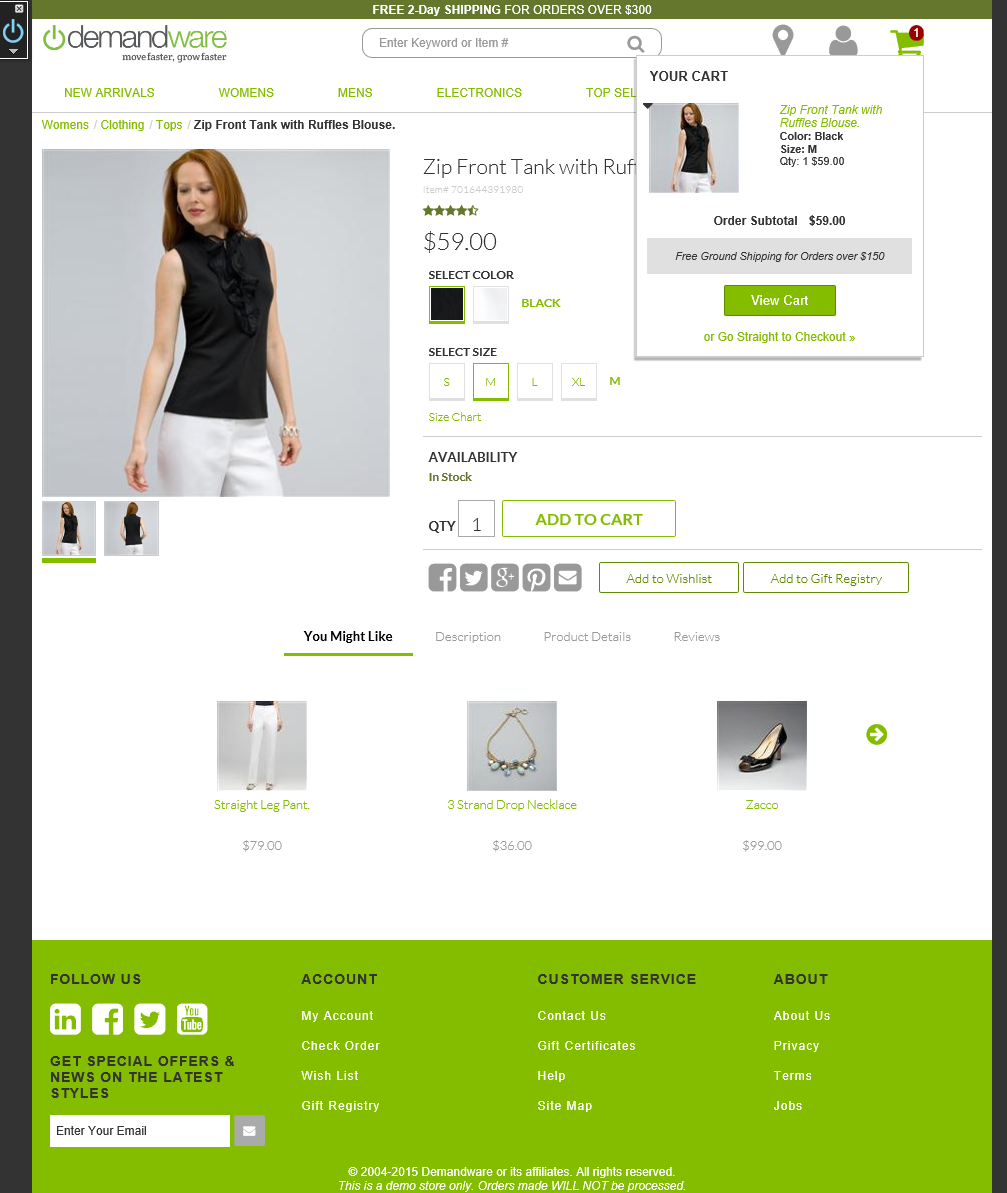 FREE 2-Day SHIPPING FOR ORDERS OVER $300
demandware
move faster, grow faster
Enter Keyword or Item #
1
NEW ARRIVALS
WOMENS
MENS
ELECTRONICS
TOP SEL
YOUR CART
Zip Front Tank with
Ruffles Blouse.
Color: Black
Size: M
Qty: 1 $59.00
Order Subtotal $59.00
Free Ground Shipping for Orders over $150
View Cart
or Go Straight to Checkout »
Womens / Clothing / Tops / Zip Front Tank with Ruffles Blouse.
Zip Front Tank with Ruff
Item# 701644391980
$59.00
SELECT COLOR
BLACK
SELECT SIZE
S M L XL M
Size Chart
AVAILABILITY
In Stock
QTY 1 ADD TO CART
Add to Wishlist
Add to Gift Registry
You Might Like
Description
Product Details
Reviews
Straight Leg Pant.
3 Strand Drop Necklace
Zacco
$79.00
$36.00
$99.00
FOLLOW US
in
You
Tube
GET SPECIAL OFFERS &
NEWS ON THE LATEST
STYLES
Enter Your Email
ACCOUNT
My Account
Check Order
Wish List
Gift Registry
CUSTOMER SERVICE
Contact Us
Gift Certificates
Help
Site Map
ABOUT
About Us
Privacy
Terms
Jobs
© 2004-2015 Demandware or its affiliates. All rights reserved.
This is a demo store only. Orders made WILL NOT be processed.